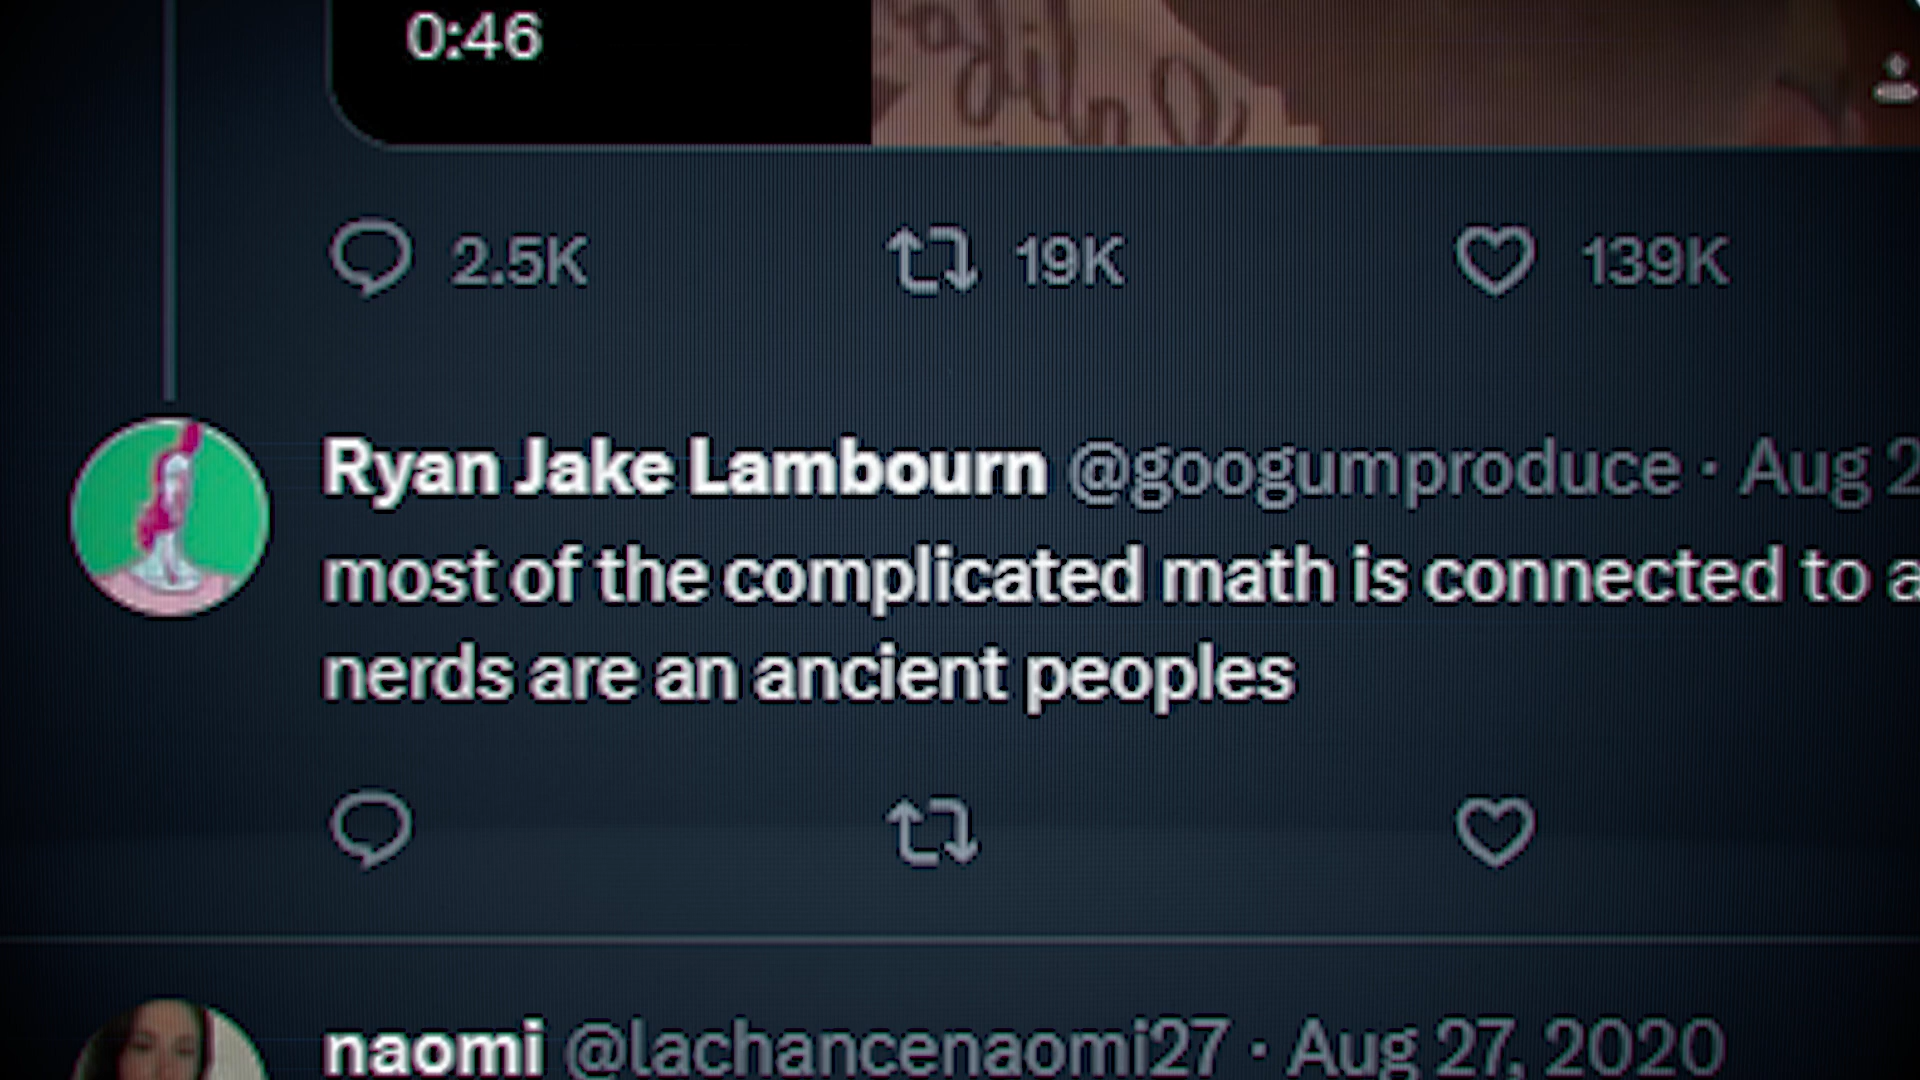 0:46
2.5K 19K 139K
Ryan Jake Lambourn @googumproduce · Aug 2
most of the complicated math is connected to a
nerds are an ancient peoples
naomi @lachancenaomi27 · Aug 27, 2020